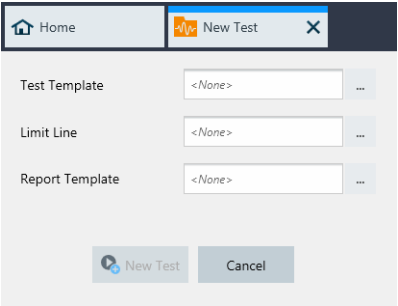 Home
New Test
Test Template
<None>
...
Limit Line
<None>
...
Report Template
<None>
...
New Test
Cancel